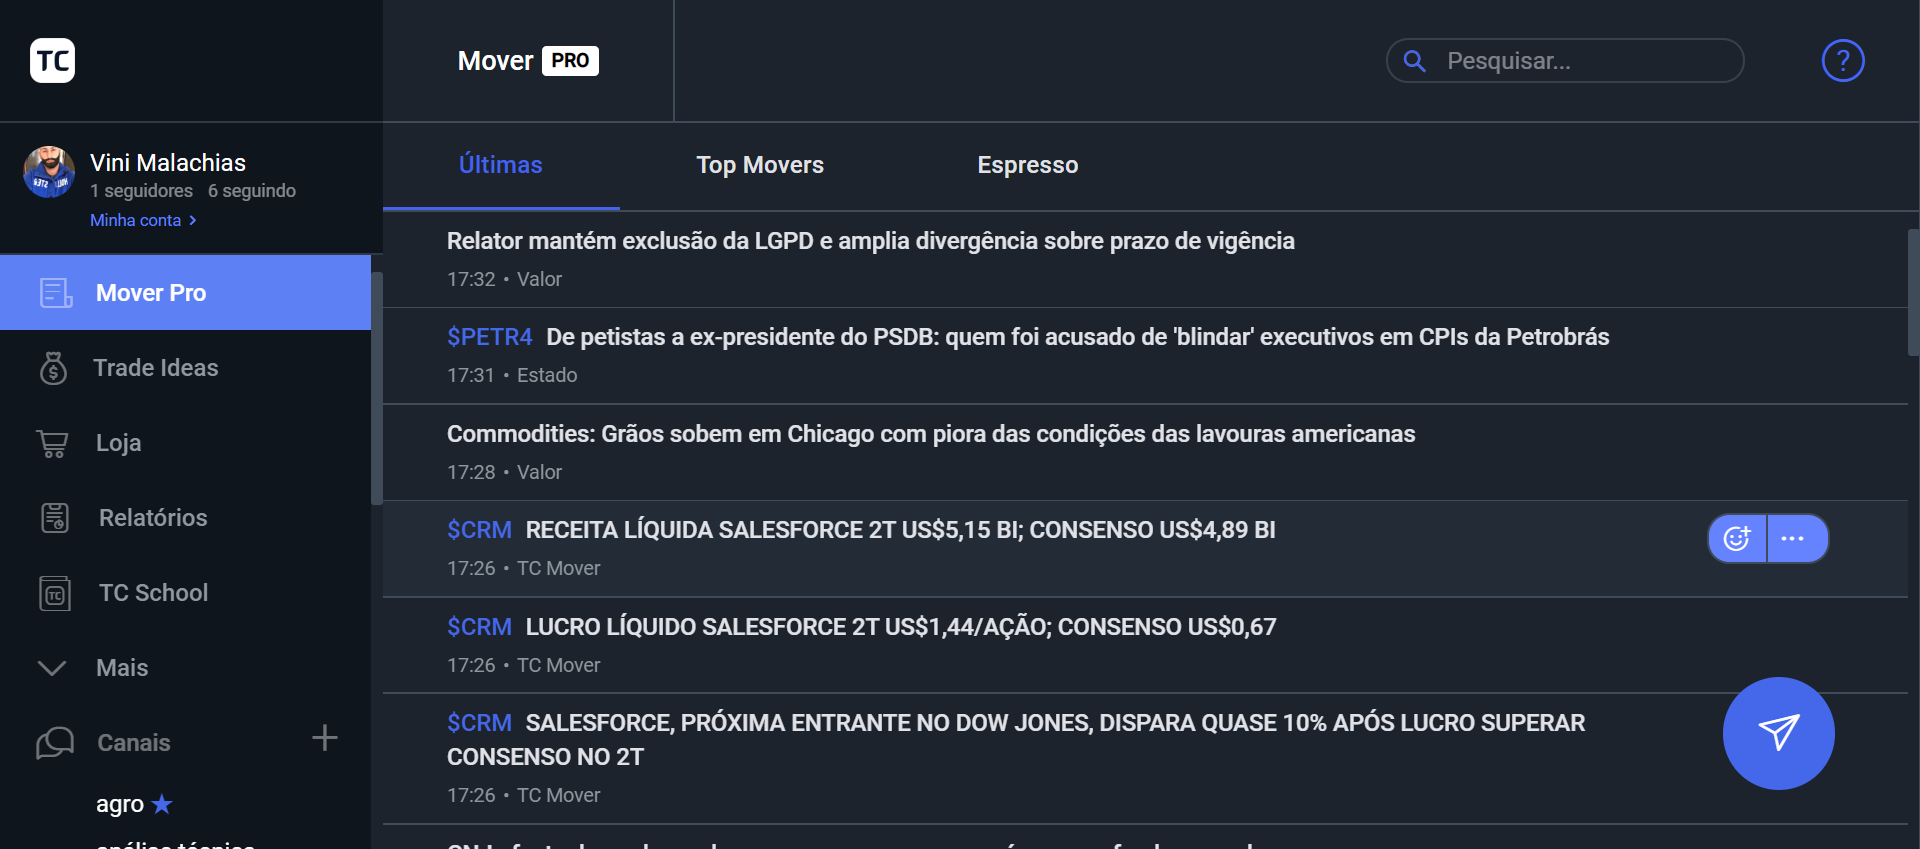 TC
Mover PRO
Pesquisar...
?
Vini Malachias
1 seguidores 6 seguindo
Minha conta >
Mover Pro
Trade Ideas
Loja
Relatórios
TC School
Mais
Canais
agro
Últimas
Top Movers
Espresso
Relator mantém exclusão da LGPD e amplia divergência sobre prazo de vigência
17:32 • Valor
$PETR4 De petistas a ex-presidente do PSDB: quem foi acusado de 'blindar' executivos em CPIs da Petrobrás
17:31 • Estado
Commodities: Grãos sobem em Chicago com piora das condições das lavouras americanas
17:28 • Valor
$CRM RECEITA LÍQUIDA SALESFORCE 2T US$5,15 BI; CONSENSO US$4,89 BI
17:26 • TC Mover
$CRM LUCRO LÍQUIDO SALESFORCE 2T US$1,44/AÇÃO; CONSENSO US$0,67
17:26 • TC Mover
$CRM SALESFORCE, PRÓXIMA ENTRANTE NO DOW JONES, DISPARA QUASE 10% APÓS LUCRO SUPERAR
CONSENSO NO 2T
17:26 • TC Mover